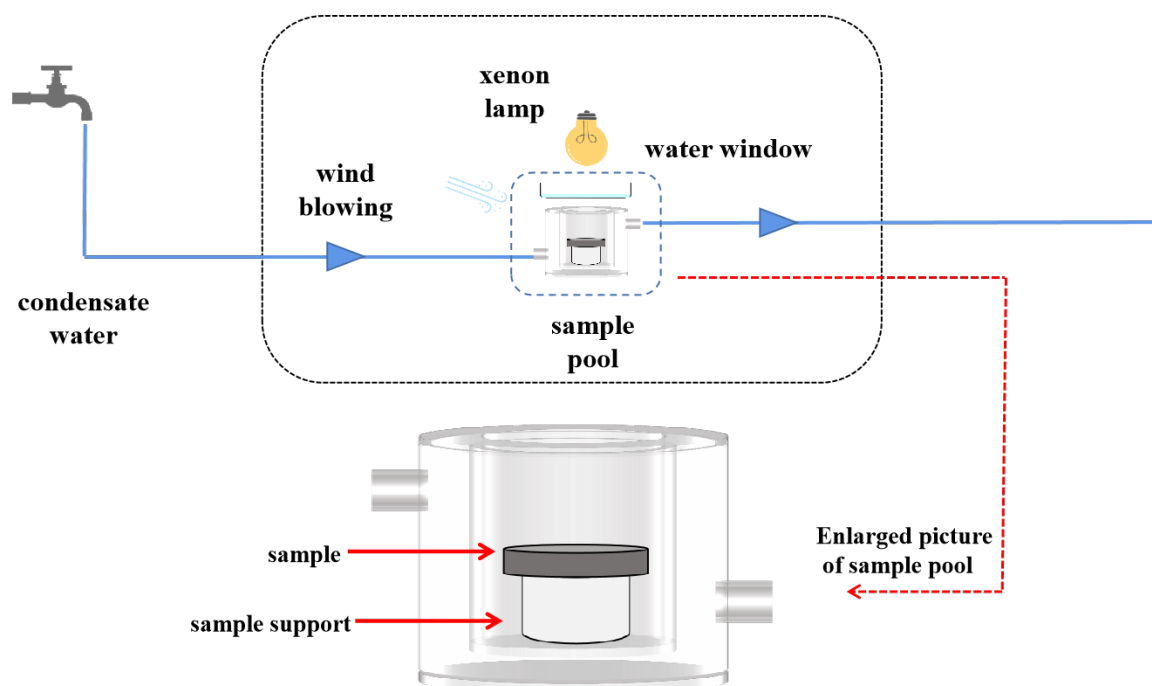 xenon
lamp
water window
wind
blowing
condensate
water
sample
pool
Enlarged picture
of sample pool
sample
sample support